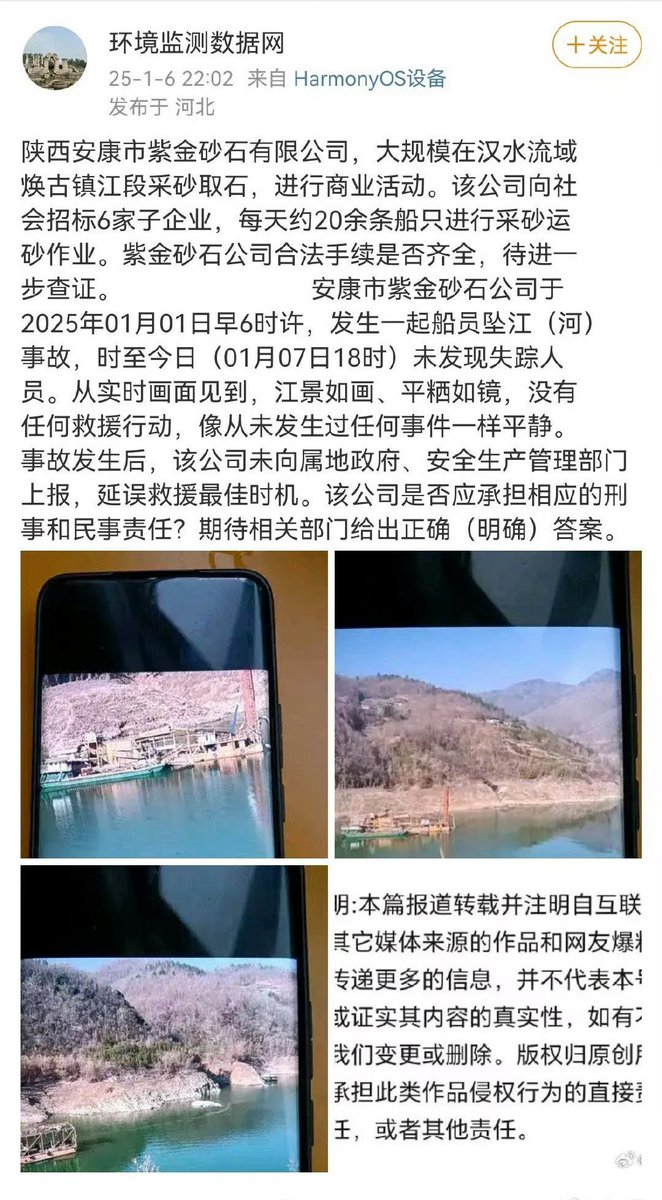 环境监测数据网
+关注
25-1-6 22:02 来自 HarmonyOS设备
发布于 河北
陕西安康市紫金砂石有限公司，大规模在汉水流域
焕古镇江段采砂取石，进行商业活动。该公司向社
会招标6家子企业，每天约20余条船只进行采砂运
砂作业。紫金砂石公司合法手续是否齐全，待进一
步查证。 安康市紫金砂石公司于
2025年01月01日早6时许，发生一起船员坠江（河）
事故，时至今日（01月07日18时）未发现失踪人
员。从实时画面见到，江景如画、平粞如镜，没有
任何救援行动，像从未发生过任何事件一样平静。
事故发生后，该公司未向属地政府、安全生产管理部门
上报，延误救援最佳时机。该公司是否应承担相应的刑
事和民事责任？期待相关部门给出正确（明确）答案。
明:本篇报道转载并注明自互联
其它媒体来源的作品和网友爆料
传递更多的信息，并不代表本号
或证实其内容的真实性，如有不
我们变更或删除。版权归原创所
承担此类作品侵权行为的直接责
任，或者其他责任。